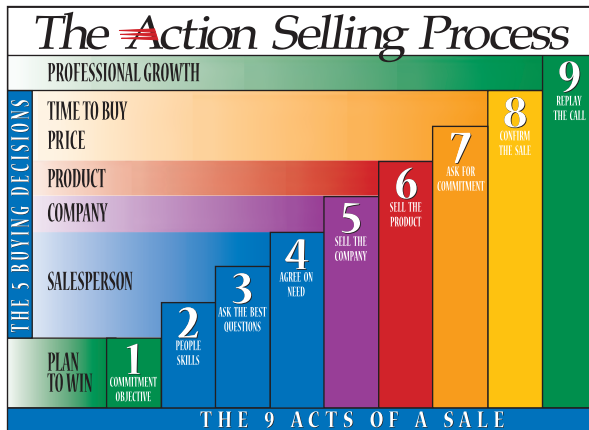 The Action Selling Process
PROFESSIONAL GROWTH
9
REPLAY
THE CALL
THE 5 BUYING DECISIONS
TIME TO BUY
PRICE
8
CONFIRM
THE SALE
7
ASK FOR
COMMITMENT
PRODUCT
6
SELL THE
PRODUCT
COMPANY
5
SELL THE
COMPANY
SALESPERSON
4
AGREE ON
NEED
3
ASK THE BEST
QUESTIONS
2
PEOPLE
SKILLS
PLAN
TO WIN
1
COMMITMENT
OBJECTIVE
THE 9 ACTS OF A SALE